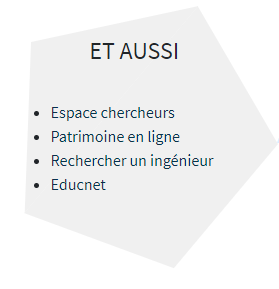 ET AUSSI
Espace chercheurs
Patrimoine en ligne
Rechercher un ingénieur
Educnet